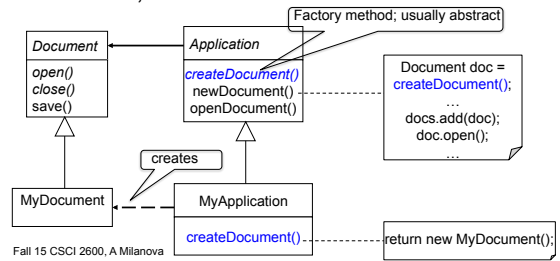 Factory method; usually abstract
Document
open()
close()
save()
Application
createDocument()
newDocument()
openDocument()
Document doc =
createDocument();
…
docs.add(doc);
doc.open();
…
creates
MyDocument
MyApplication
createDocument()
return new MyDocument();
Fall 15 CSCI 2600, A Milanova